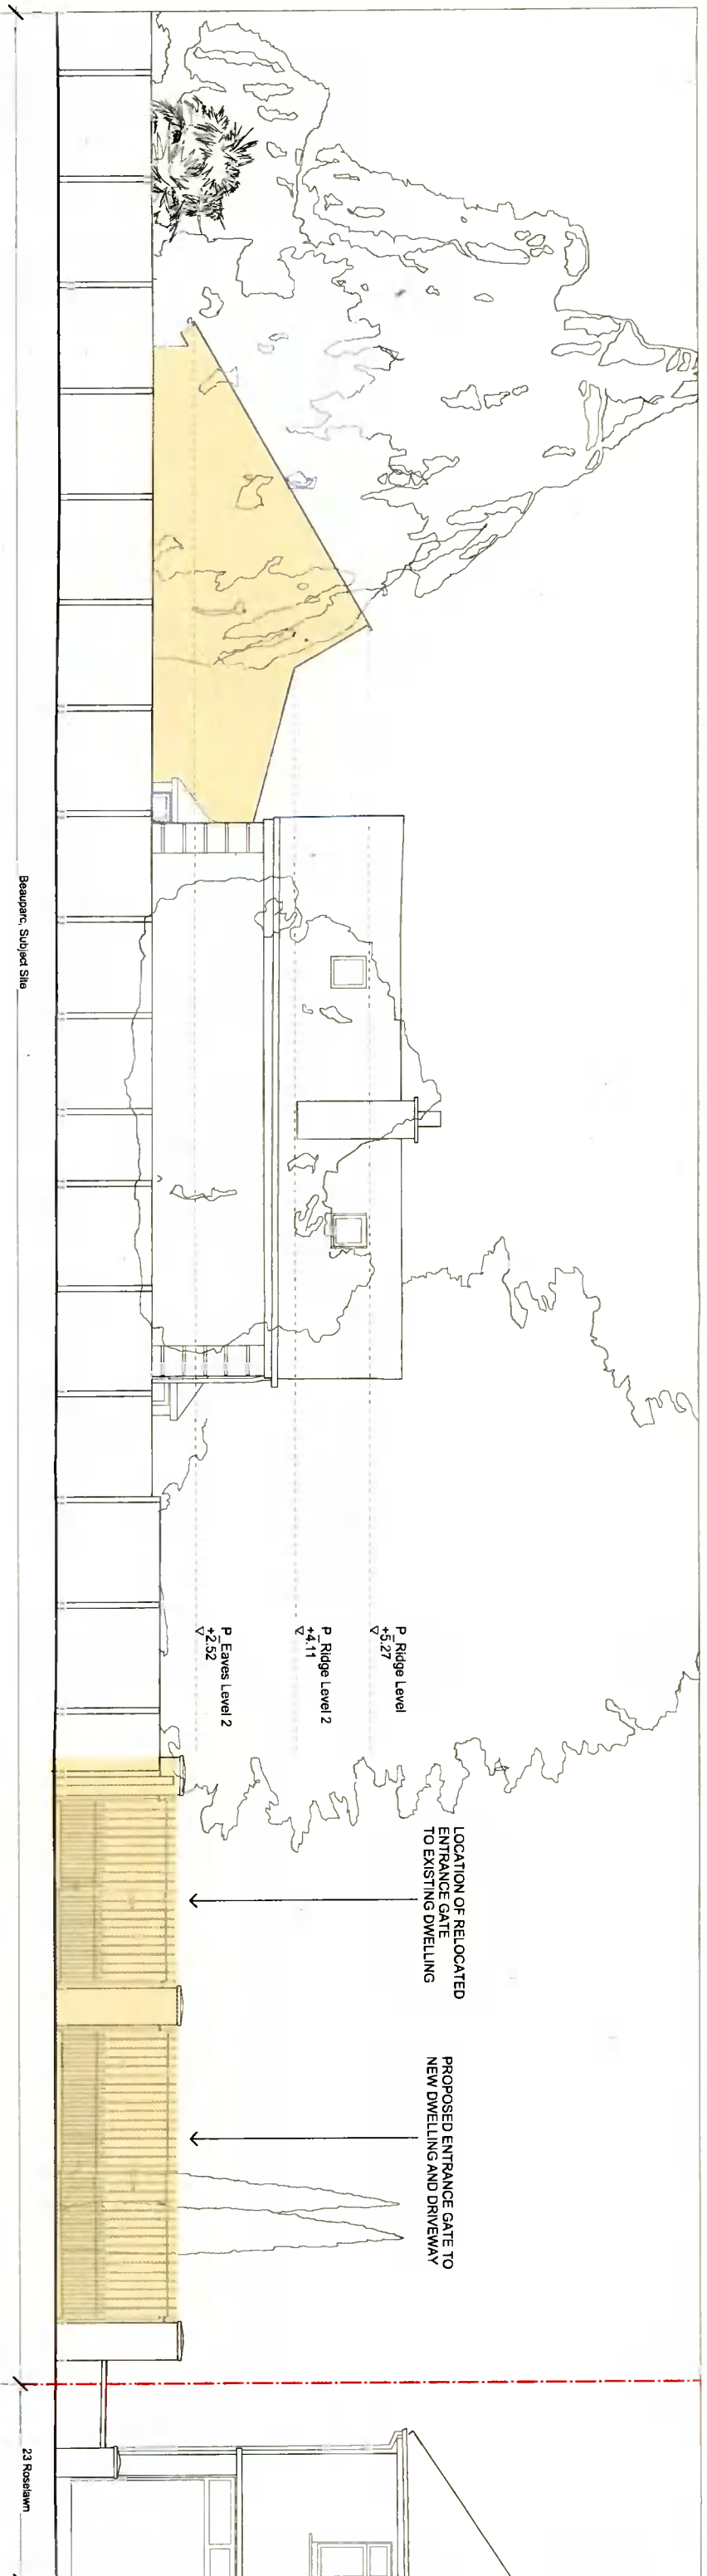 P_Ridge Level
+5.27
P_Ridge Level 2
+4.11
P_Eaves Level 2
+2.52
LOCATION OF RELOCATED
ENTRANCE GATE
TO EXISTING DWELLING
PROPOSED ENTRANCE GATE TO
NEW DWELLING AND DRIVEWAY
Beauparc, Subject Site
23 Roselawn